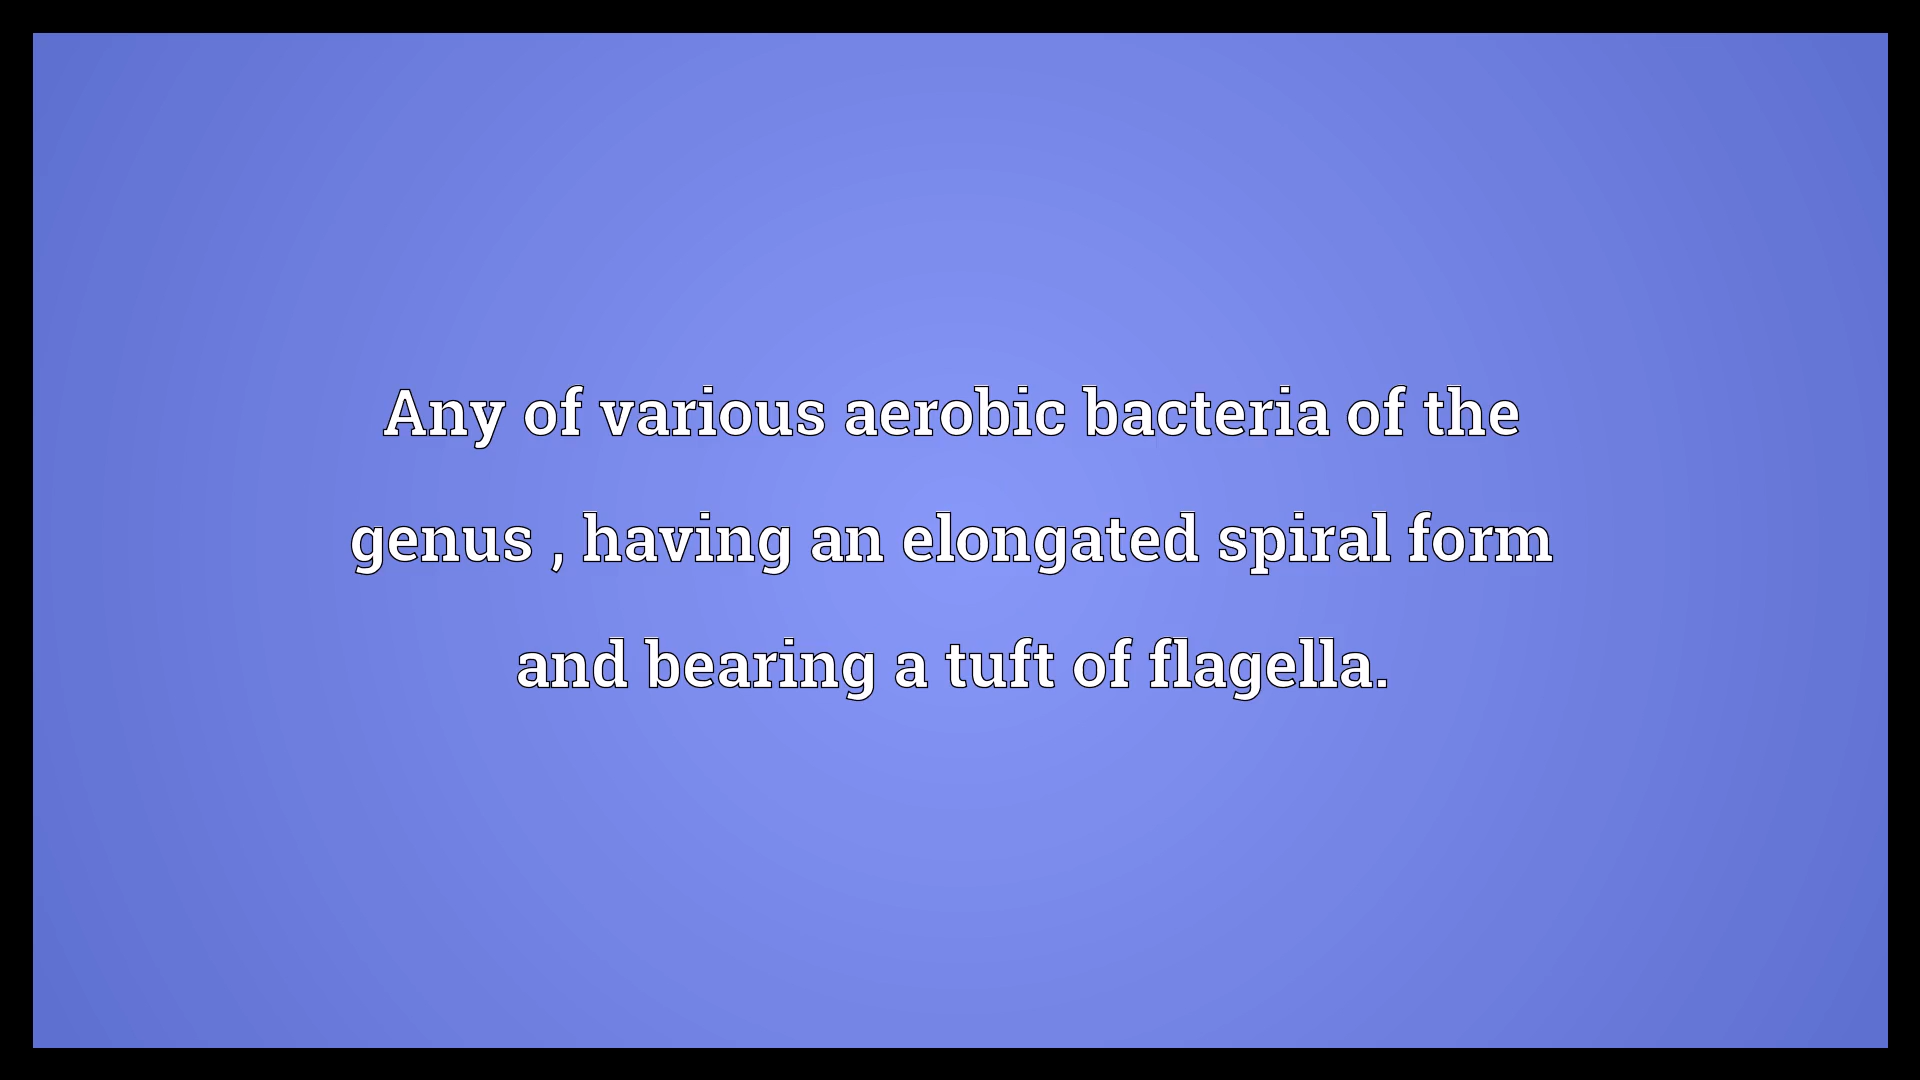 Any of various aerobic bacteria of the
genus , having an elongated spiral form
and bearing a tuft of flagella.